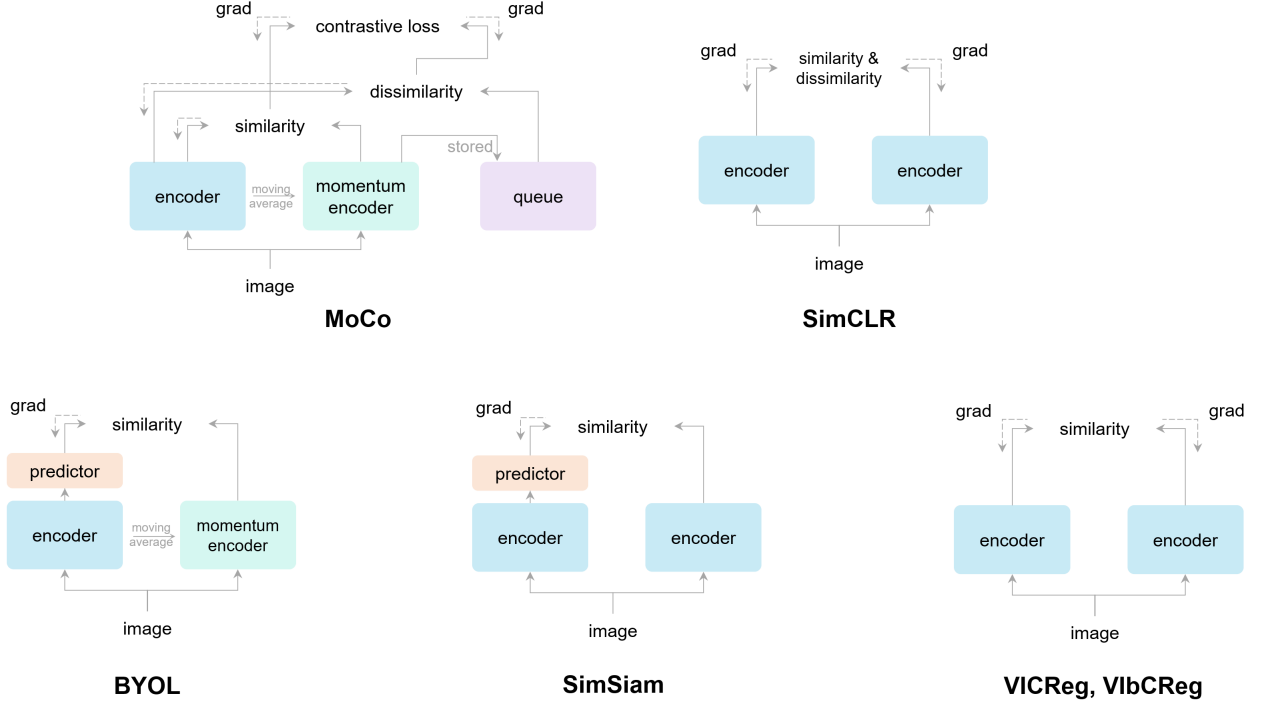 grad
contrastive loss
grad
dissimilarity
similarity
stored
encoder
moving
average
momentum
encoder
queue
image
MoCo
grad
similarity &
dissimilarity
grad
encoder
encoder
image
SimCLR
grad
similarity
predictor
encoder
moving
average
momentum
encoder
image
BYOL
grad
similarity
predictor
encoder
encoder
image
SimSiam
grad
similarity
grad
encoder
encoder
image
VICReg, VIbCReg